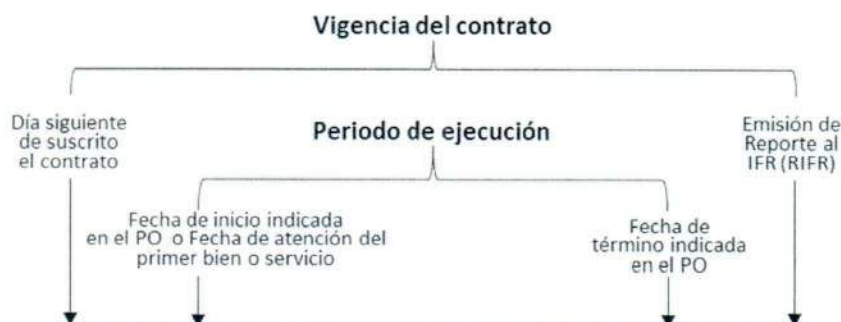 Vigencia del contrato
Día siguiente
de suscrito
el contrato
Periodo de ejecución
Emisión de
Reporte al
IFR (RIFR)
Fecha de inicio indicada
en el PO o Fecha de atención del
primer bien o servicio
Fecha de
término indicada
en el PO